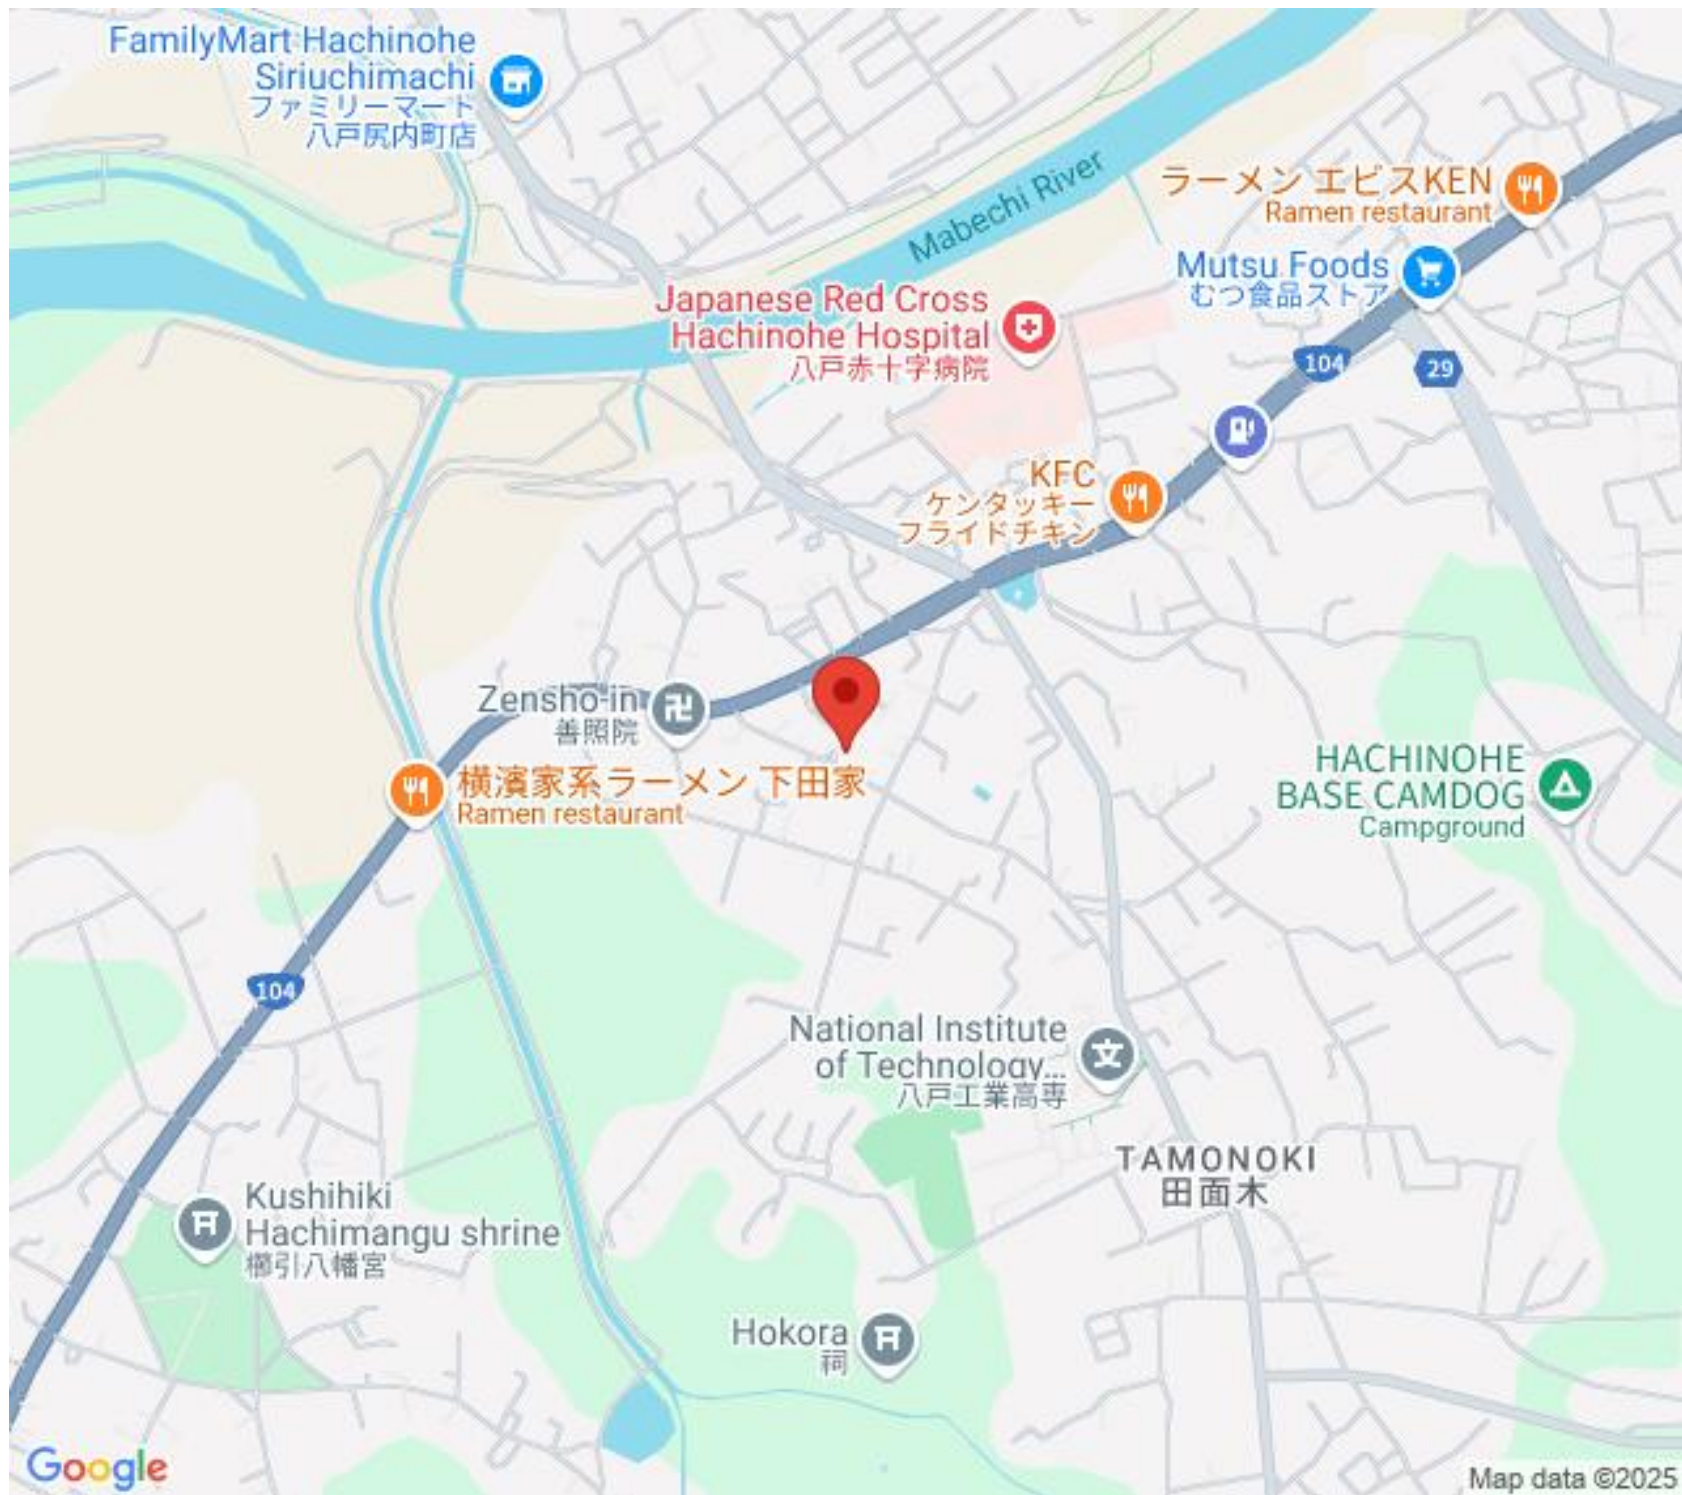 FamilyMart Hachinohe
Siriuchimachi
ファミリーマート
八戸尻内町店
Mabechi River
ラーメン エビスKEN
Ramen restaurant
Mutsu Foods
むつ食品ストア
Japanese Red Cross
Hachinohe Hospital
八戸赤十字病院
104
29
KFC
ケンタッキー
フライドチキン
Zensho-in
善照院
横濱家系ラーメン 下田家
Ramen restaurant
HACHINOHE
BASE CAMDOG
Campground
104
National Institute
of Technology...
八戸工業高専
文
TAMONOKI
田面木
Kushihiki
Hachimangu shrine
櫛引八幡宮
Hokora
祠
Google
Map data ©2025